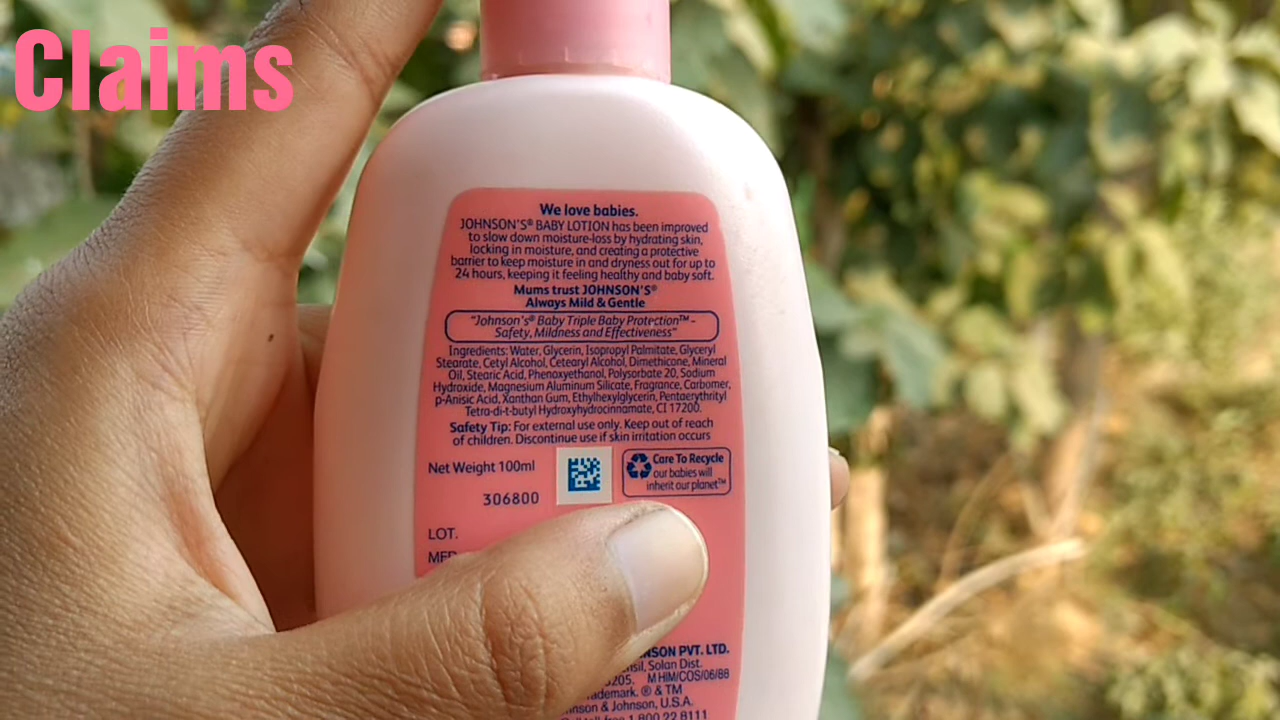 Claims
We love babies.
JOHNSON'S® BABY LOTION has been improved
to slow down moisture-loss by hydrating skin,
locking in moisture, and creating a protective
barrier to keep moisture in and dryness out for up to
24 hours, keeping it feeling healthy and baby soft.
Mums trust JOHNSON'S®
Always Mild & Gentle
"Johnson's® Baby Triple Baby Protection™ -
Safety, Mildness and Effectiveness"
Ingredients: Water, Glycerin, Isopropyl Palmitate, Glyceryl
Stearate, Cetyl Alcohol, Cetearyl Alcohol, Dimethicone, Mineral
Oil, Stearic Acid, Phenoxyethanol, Polysorbate 20, Sodium
Hydroxide, Magnesium Aluminum Silicate, Fragrance, Carbomer,
p-Anisic Acid, Xanthan Gum, Ethylhexylglycerin, Pentaerythrityl
Tetra-di-t-butyl Hydroxyhydrocinnamate, CI 17200.
Safety Tip: For external use only. Keep out of reach
of children. Discontinue use if skin irritation occurs
Net Weight 100ml
Care To Recycle
our babies will
inherit our planet™
306800
LOT.
PVT. LTD.
Solan Dist.
M HIM/COS/06/88
® & TM
& Johnson, U.S.A.
1 800 22 8111